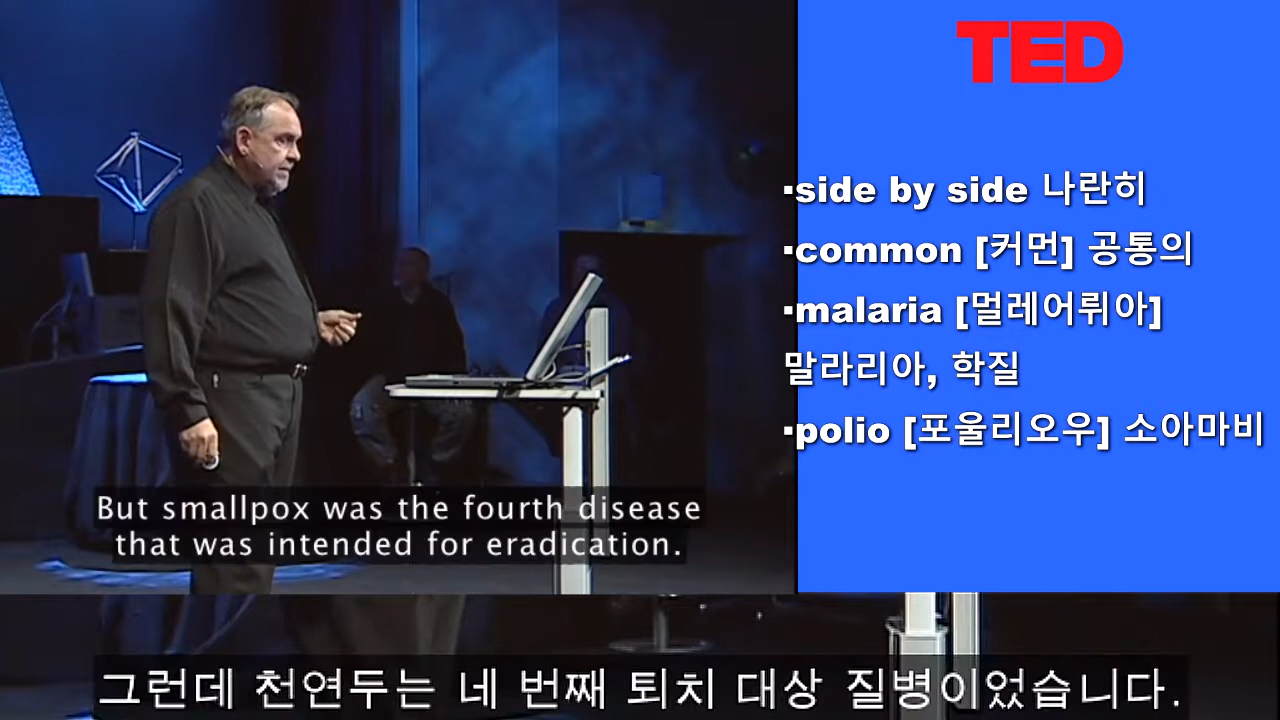 TED
▪side by side 나란히
▪common [커먼] 공통의
▪malaria [멀레어뤼아]
말라리아, 학질
▪polio [포울리오우] 소아마비
But smallpox was the fourth disease
that was intended for eradication.
그런데 천연두는 네 번째 퇴치 대상 질병이었습니다.